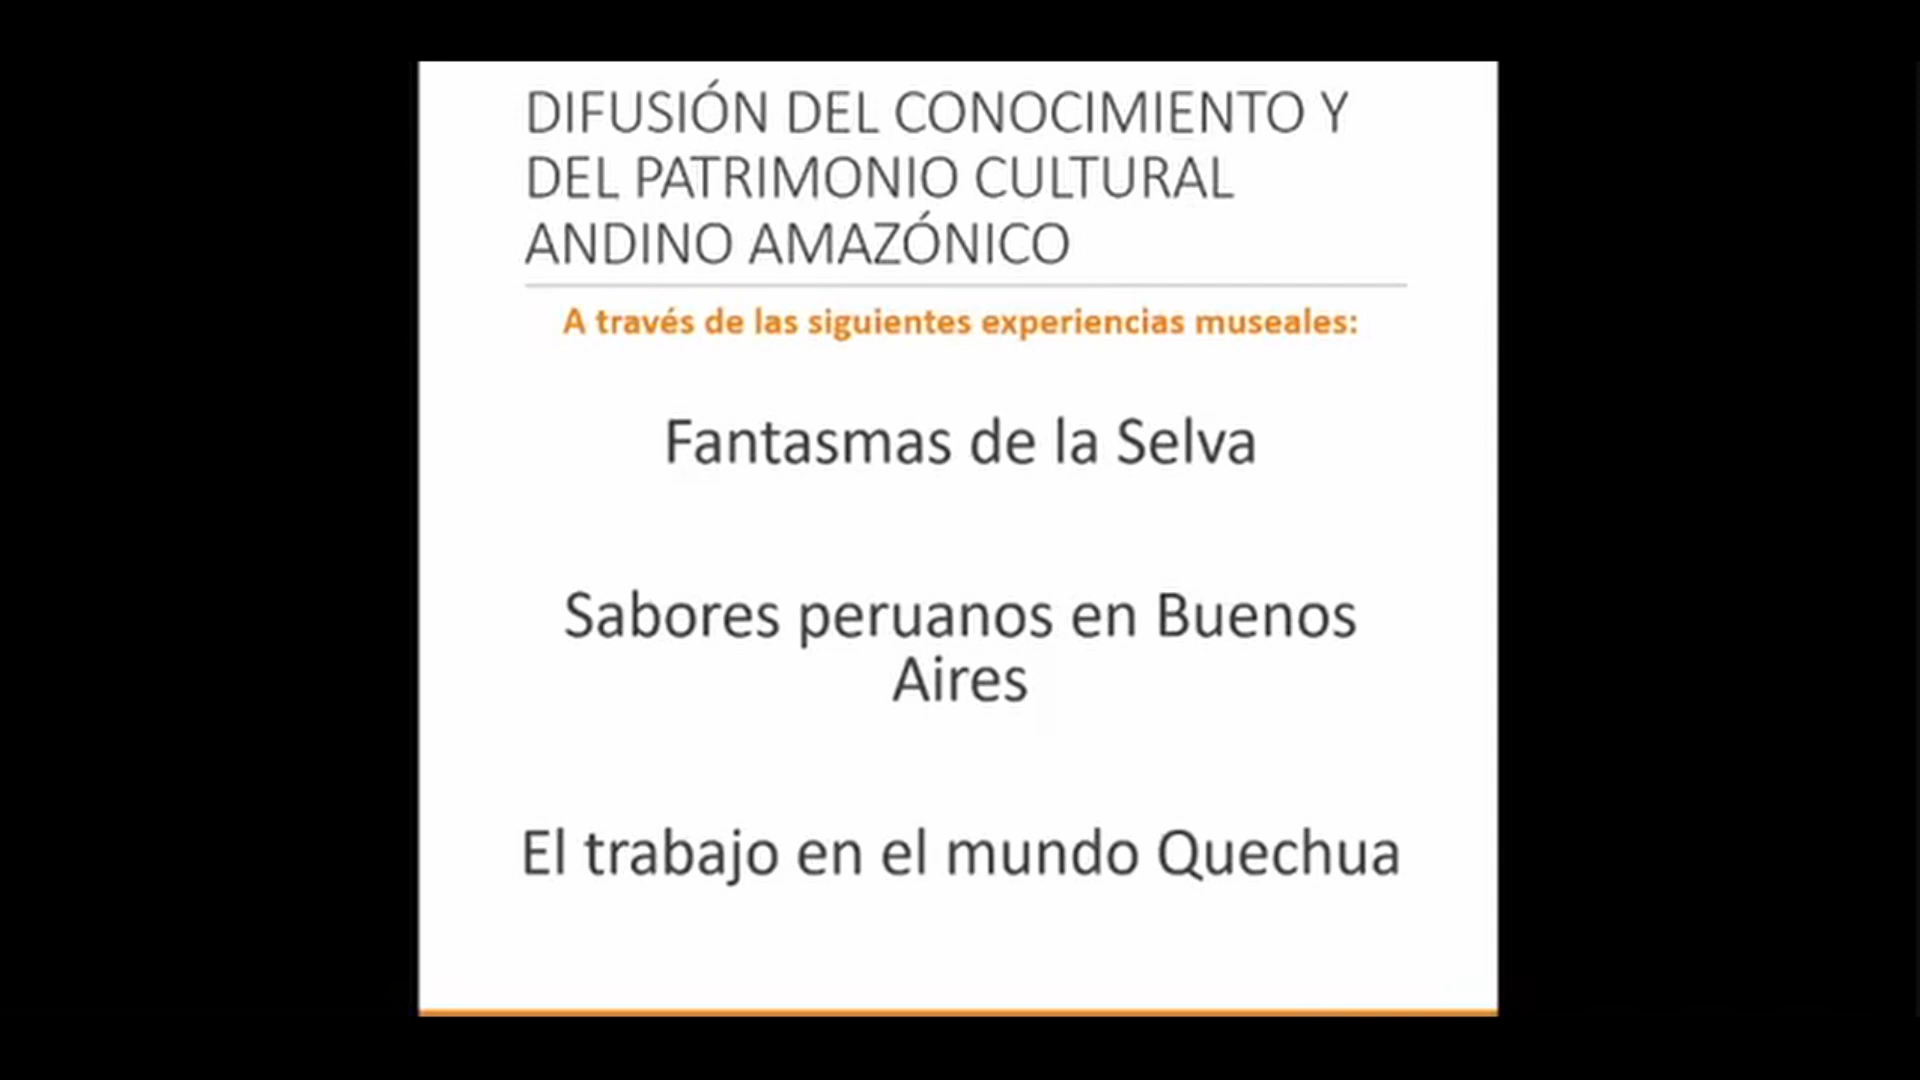 DIFUSIÓN DEL CONOCIMIENTO Y
DEL PATRIMONIO CULTURAL
ANDINO AMAZÓNICO
A través de las siguientes experiencias museales:
Fantasmas de la Selva
Sabores peruanos en Buenos
Aires
El trabajo en el mundo Quechua